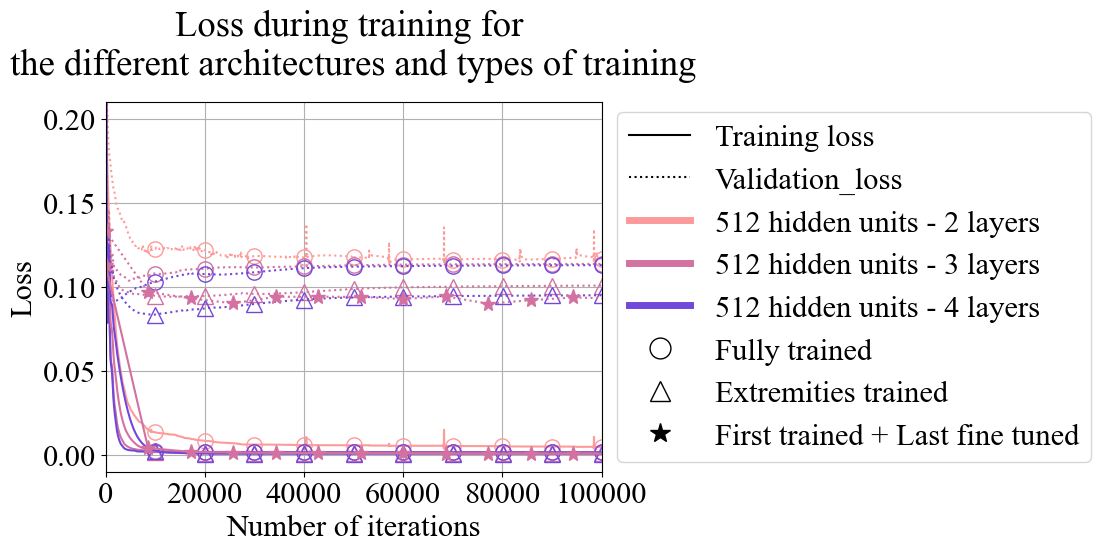 Loss during training for
the different architectures and types of training
0.20
0.15
0.10
0.05
0.00
Loss
0 20000 40000 60000 80000 100000
Number of iterations
Training loss
Validation_loss
512 hidden units - 2 layers
512 hidden units - 3 layers
512 hidden units - 4 layers
Fully trained
Extremities trained
First trained + Last fine tuned